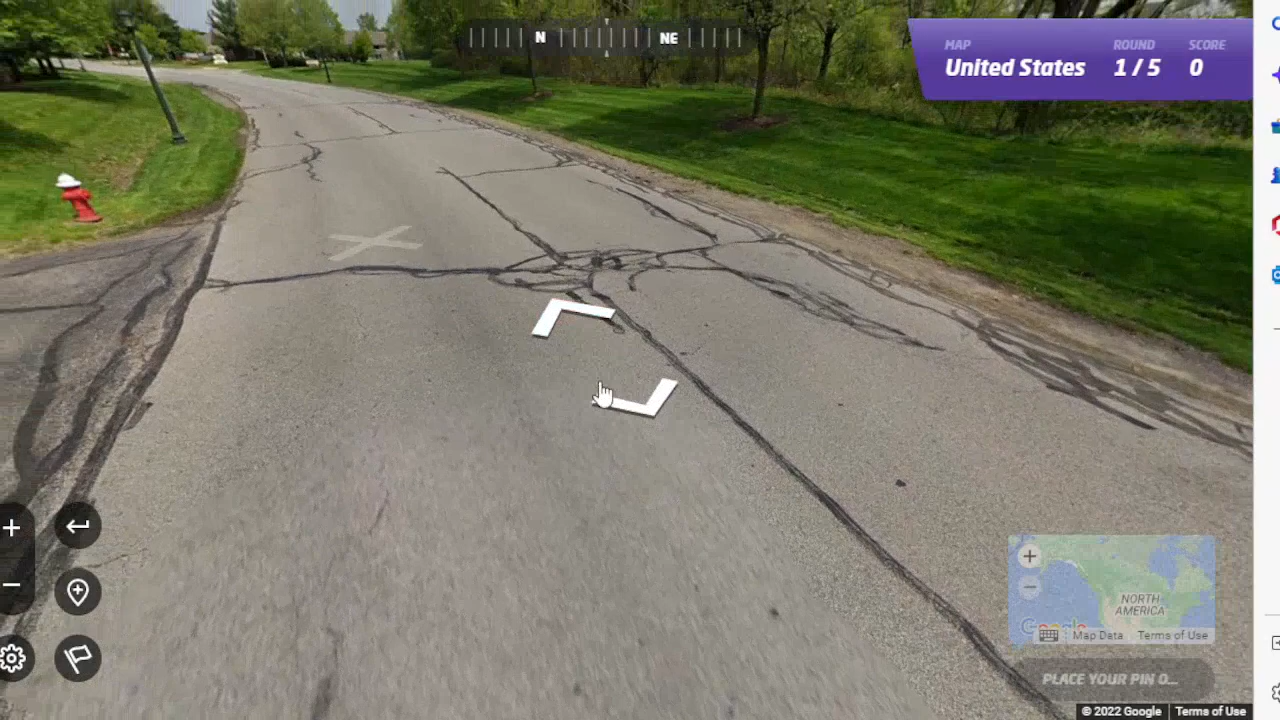 N
NE
MAP
ROUND
SCORE
United States
1 / 5
0
NORTH
AMERICA
Google
Map Data
Terms of Use
PLACE YOUR PIN O...
© 2022 Google
Terms of Use